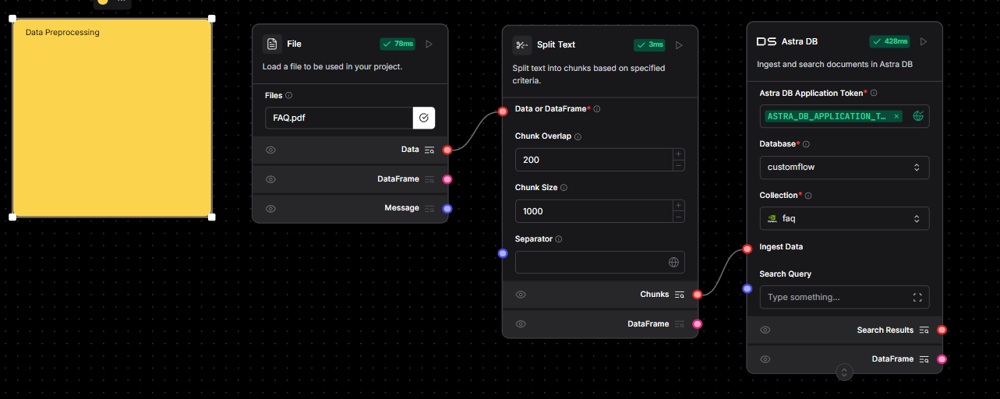 Data Preprocessing
File
78ms
Load a file to be used in your project.
Files
FAQ.pdf
Data
DataFrame
Message
Split Text
3ms
Split text into chunks based on specified
criteria.
Data or DataFrame*
Chunk Overlap
200
Chunk Size
1000
Separator
Chunks
DataFrame
DS Astra DB
428ms
Ingest and search documents in Astra DB
Astra DB Application Token*
ASTRA_DB_APPLICATION_T...
Database*
customflow
Collection*
faq
Ingest Data
Search Query
Type something...
Search Results
DataFrame